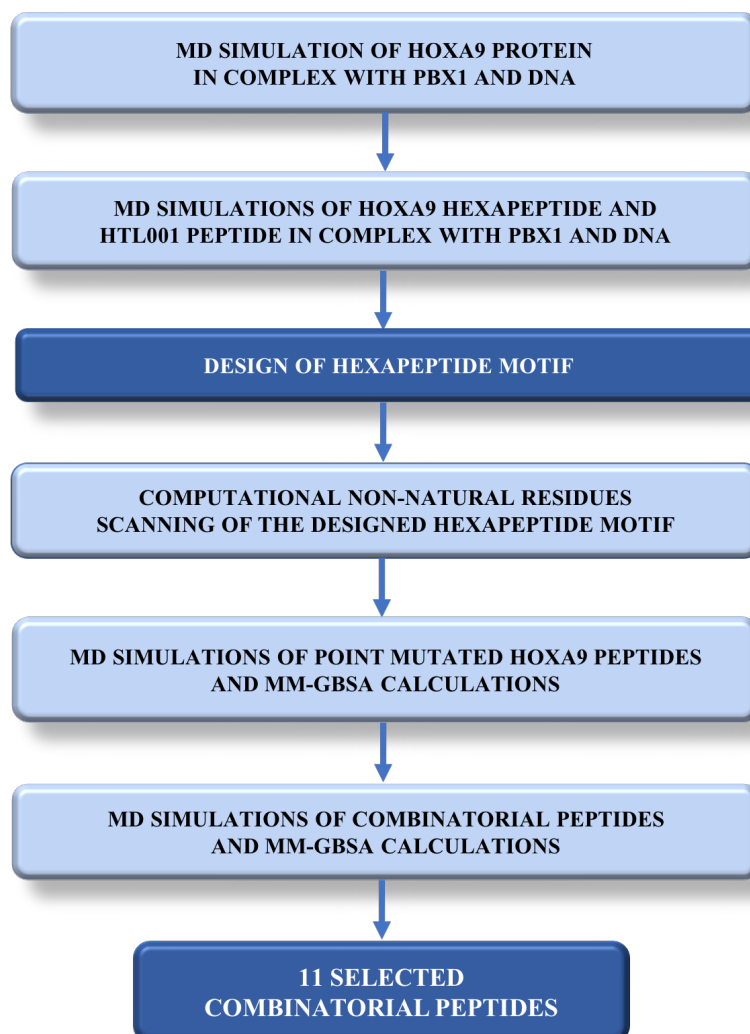 MD SIMULATION OF HOXA9 PROTEIN
IN COMPLEX WITH PBX1 AND DNA
MD SIMULATIONS OF HOXA9 HEXAPEPTIDE AND
HTL001 PEPTIDE IN COMPLEX WITH PBX1 AND DNA
DESIGN OF HEXAPEPTIDE MOTIF
COMPUTATIONAL NON-NATURAL RESIDUES
SCANNING OF THE DESIGNED HEXAPEPTIDE MOTIF
MD SIMULATIONS OF POINT MUTATED HOXA9 PEPTIDES
AND MM-GBSA CALCULATIONS
MD SIMULATIONS OF COMBINATORIAL PEPTIDES
AND MM-GBSA CALCULATIONS
11 SELECTED
COMBINATORIAL PEPTIDES